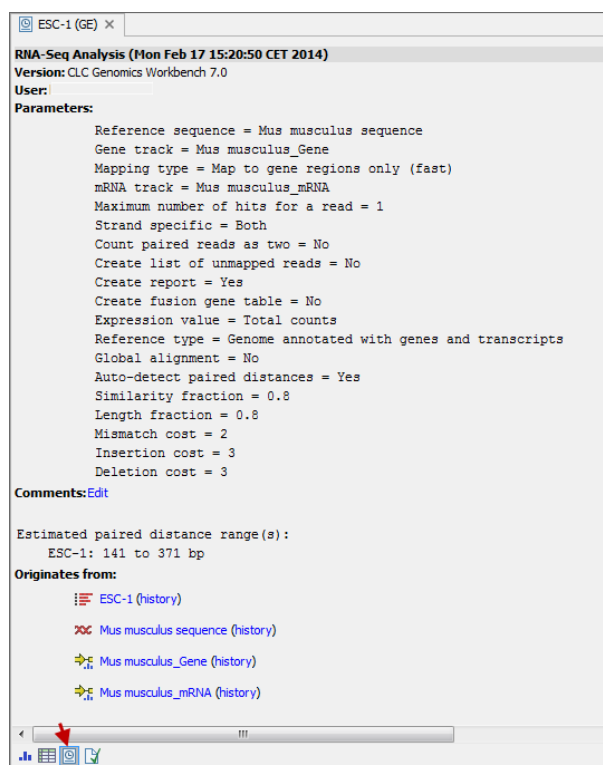 ESC-1 (GE)
RNA-Seq Analysis (Mon Feb 17 15:20:50 CET 2014)
Version: CLC Genomics Workbench 7.0
User:
Parameters:
Reference sequence = Mus musculus sequence
Gene track = Mus musculus_Gene
Mapping type = Map to gene regions only (fast)
mRNA track = Mus musculus_mRNA
Maximum number of hits for a read = 1
Strand specific = Both
Count paired reads as two = No
Create list of unmapped reads = No
Create report = Yes
Create fusion gene table = No
Expression value = Total counts
Reference type = Genome annotated with genes and transcripts
Global alignment = No
Auto-detect paired distances = Yes
Similarity fraction = 0.8
Length fraction = 0.8
Mismatch cost = 2
Insertion cost = 3
Deletion cost = 3
Comments:Edit
Estimated paired distance range(s):
ESC-1: 141 to 371 bp
Originates from:
ESC-1 (history)
Mus musculus sequence (history)
Mus musculus_Gene (history)
Mus musculus_mRNA (history)